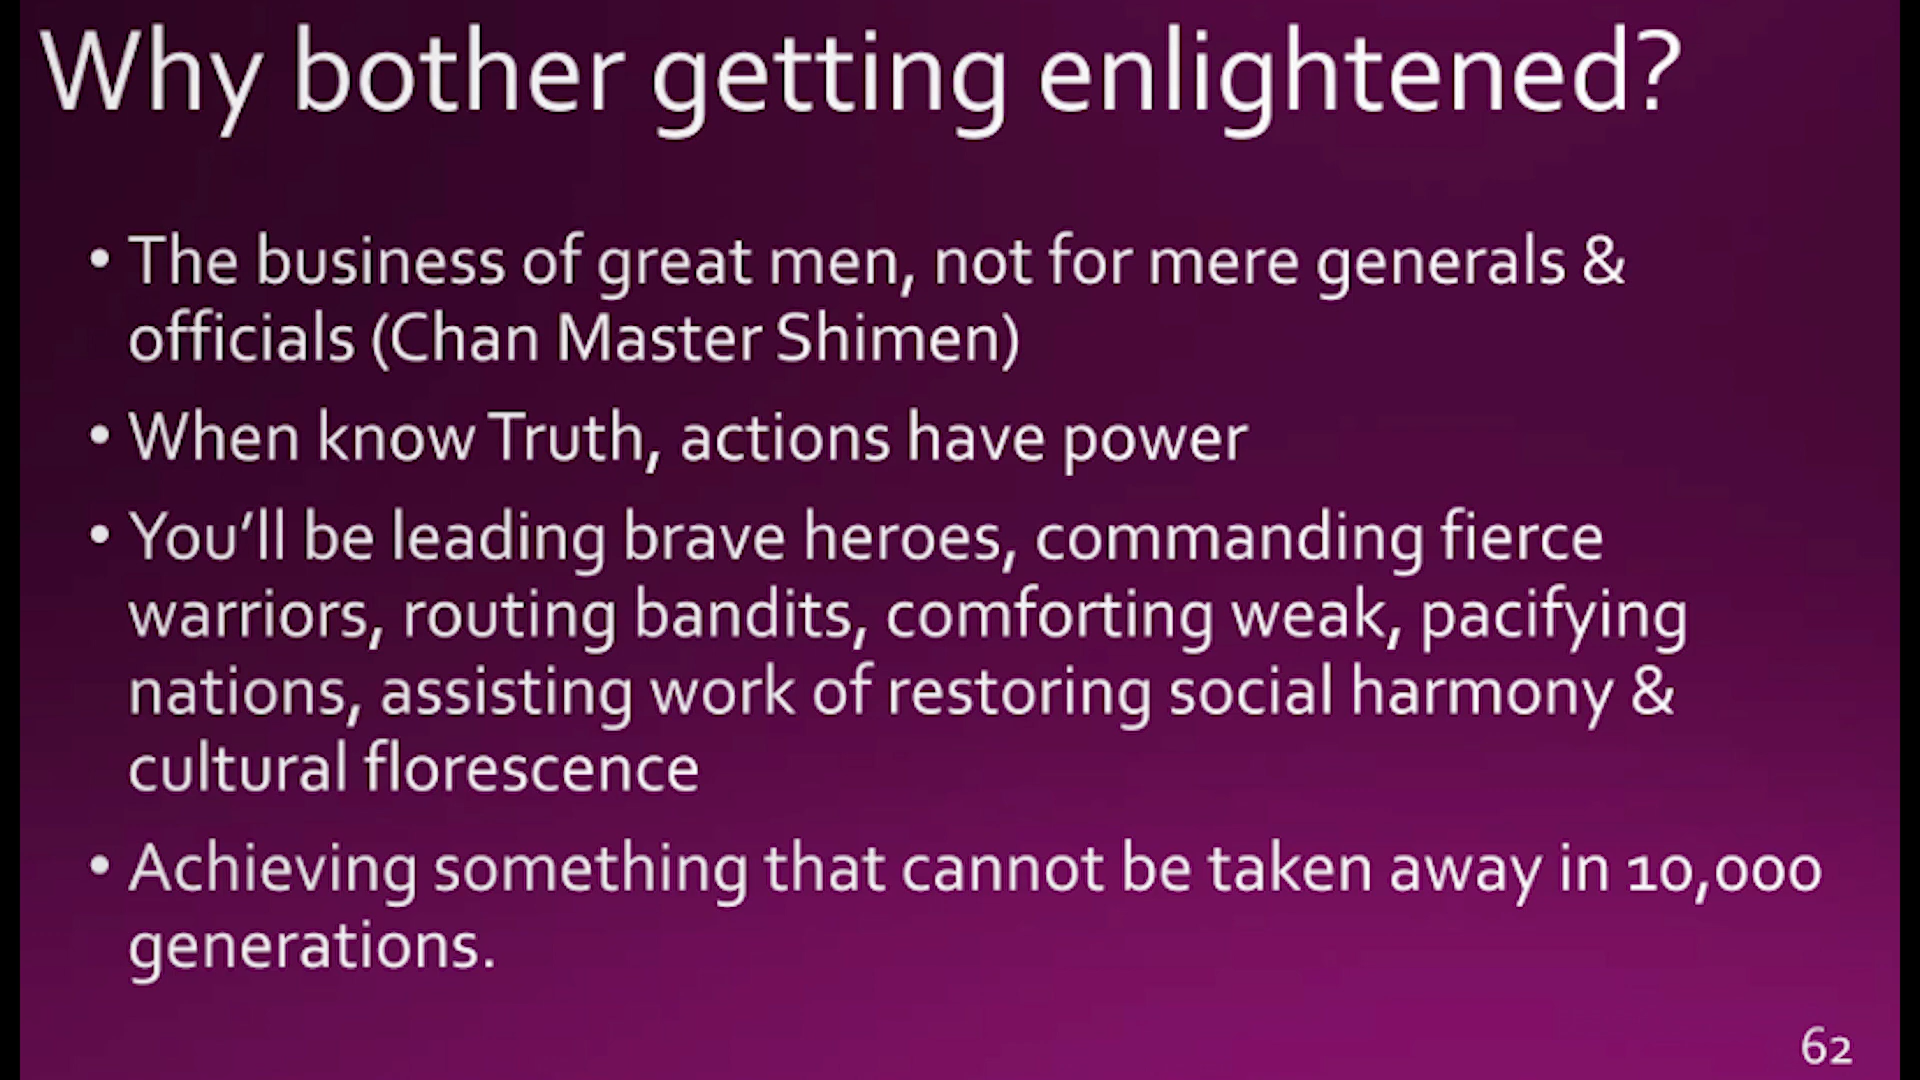 Why bother getting enlightened?
• The business of great men, not for mere generals &
officials (Chan Master Shimen)
• When know Truth, actions have power
• You’ll be leading brave heroes, commanding fierce
warriors, routing bandits, comforting weak, pacifying
nations, assisting work of restoring social harmony &
cultural florescence
• Achieving something that cannot be taken away in 10,000
generations.
62